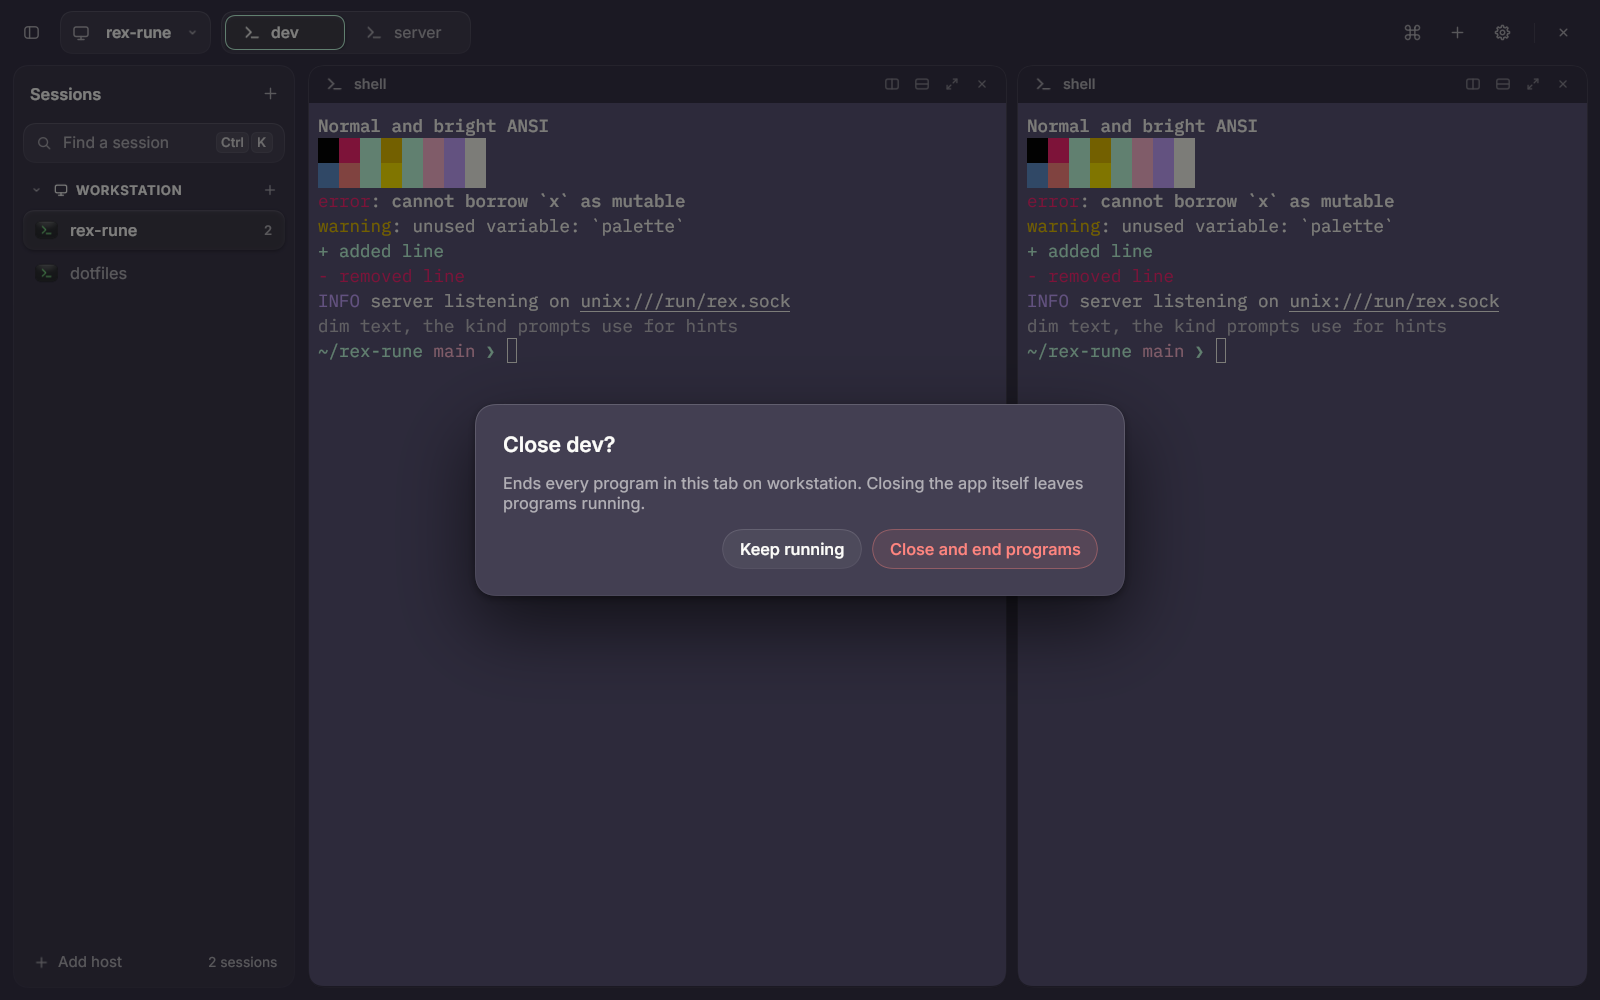 rex-rune
dev
server
Sessions
Find a session Ctrl K
WORKSTATION
rex-rune 2
dotfiles
Add host 2 sessions
shell
Normal and bright ANSI
error: cannot borrow `x` as mutable
warning: unused variable: `palette`
+ added line
- removed line
INFO server listening on unix:///run/rex.sock
dim text, the kind prompts use for hints
~/rex-rune main ❯
shell
Normal and bright ANSI
error: cannot borrow `x` as mutable
warning: unused variable: `palette`
+ added line
- removed line
INFO server listening on unix:///run/rex.sock
dim text, the kind prompts use for hints
~/rex-rune main ❯
Close dev?
Ends every program in this tab on workstation. Closing the app itself leaves
programs running.
Keep running
Close and end programs